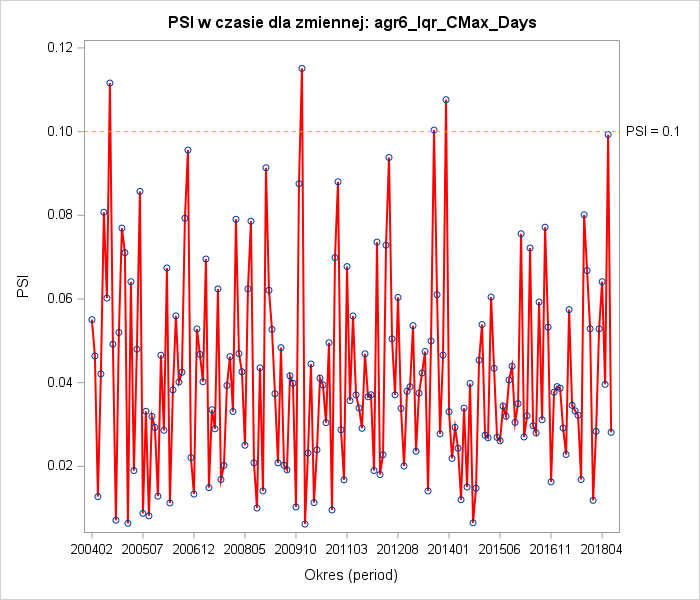 PSI w czasie dla zmiennej: agr6_Iqr_CMax_Days
0.12
0.10
0.08
0.06
0.04
0.02
PSI
PSI = 0.1
200402 200507 200612 200805 200910 201103 201208 201401 201506 201611 201804
Okres (period)